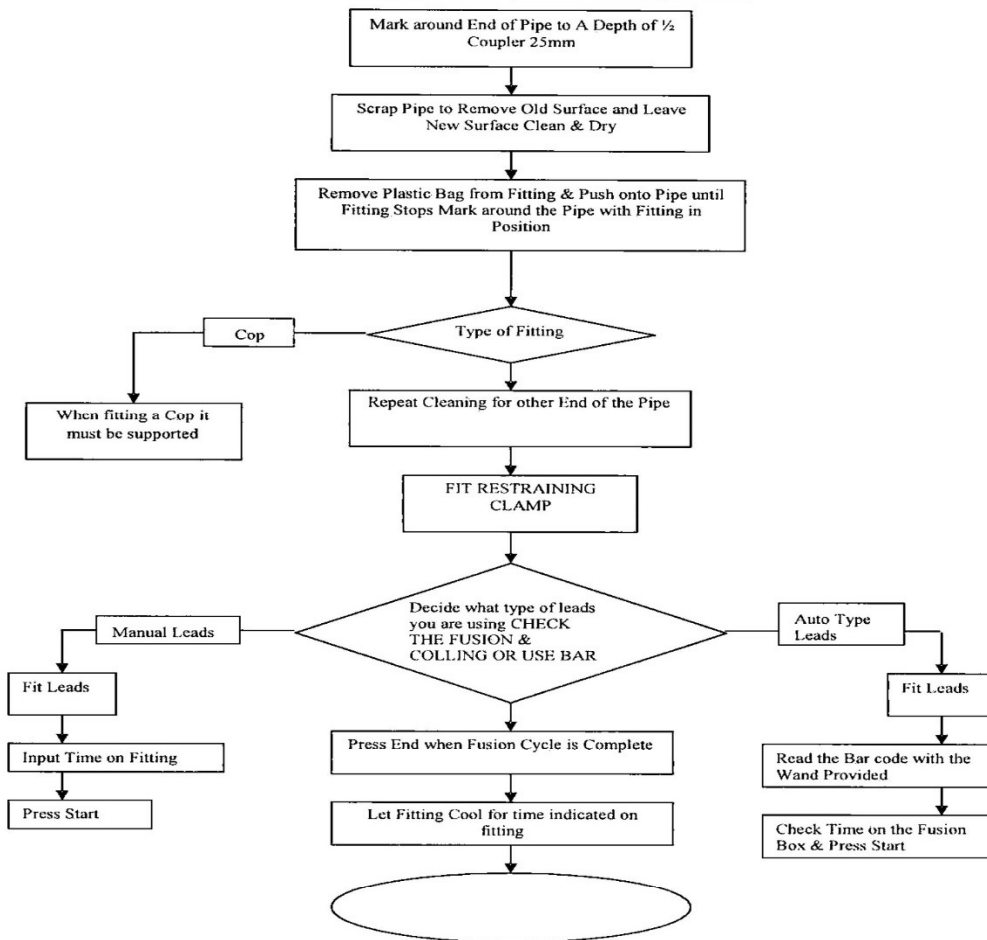 Mark around End of Pipe to A Depth of ½
Coupler 25mm
Scrap Pipe to Remove Old Surface and Leave
New Surface Clean & Dry
Remove Plastic Bag from Fitting & Push onto Pipe until
Fitting Stops Mark around the Pipe with Fitting in
Position
Type of Fitting
Cop
When fitting a Cop it
must be supported
Repeat Cleaning for other End of the Pipe
FIT RESTRAINING
CLAMP
Decide what type of leads
you are using CHECK
THE FUSION &
COLLING OR USE BAR
Manual Leads
Fit Leads
Input Time on Fitting
Press Start
Auto Type
Leads
Fit Leads
Read the Bar code with the
Wand Provided
Check Time on the Fusion
Box & Press Start
Press End when Fusion Cycle is Complete
Let Fitting Cool for time indicated on
fitting